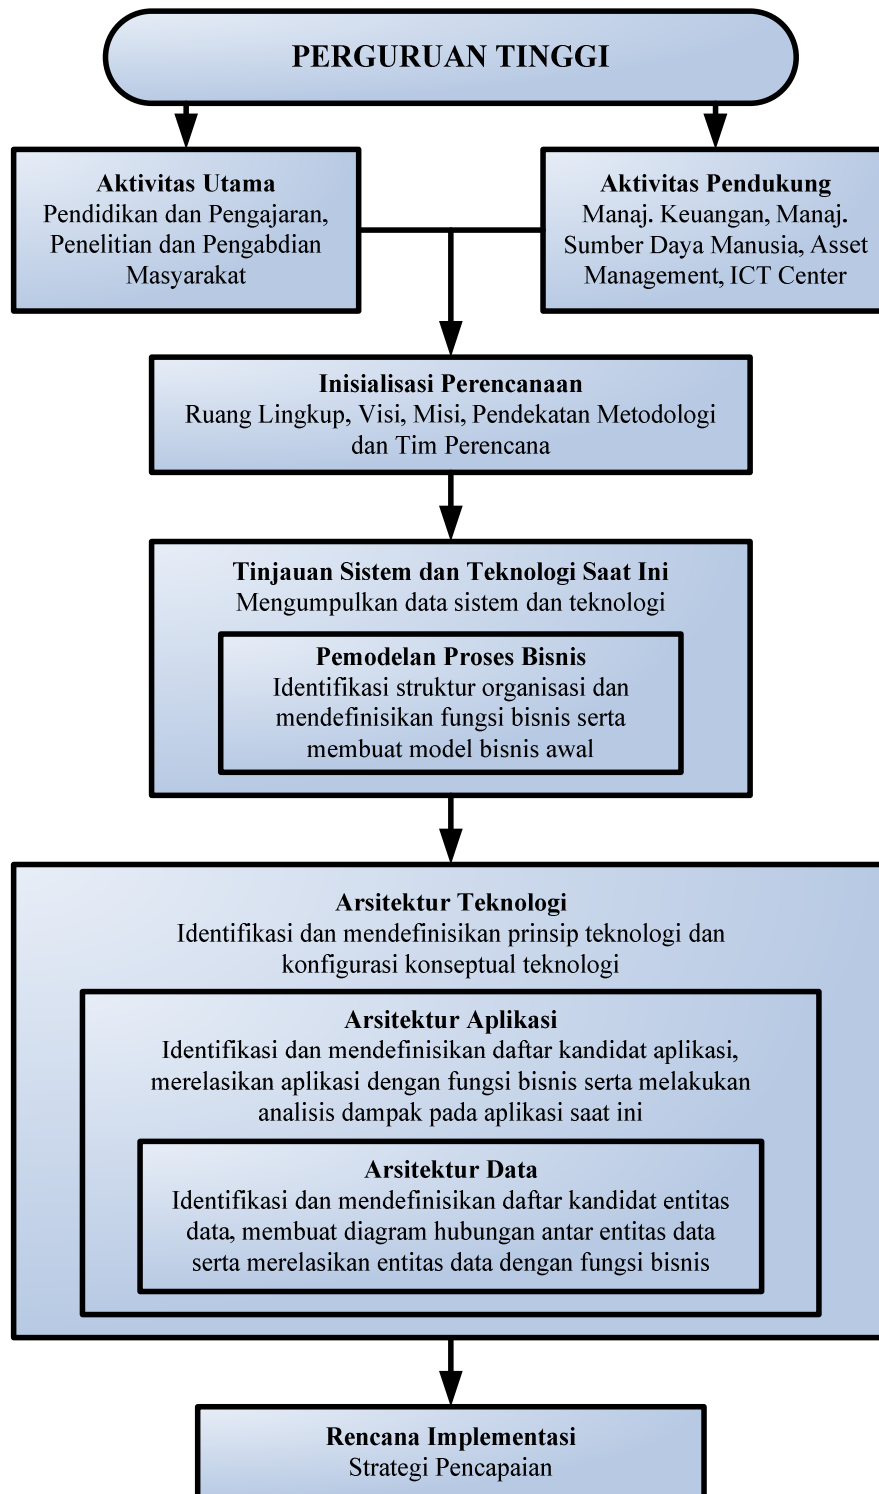 PERGURUAN TINGGI
Aktivitas Utama
Pendidikan dan Pengajaran,
Penelitian dan Pengabdian
Masyarakat
Aktivitas Pendukung
Manaj. Keuangan, Manaj.
Sumber Daya Manusia, Asset
Management, ICT Center
Inisialisasi Perencanaan
Ruang Lingkup, Visi, Misi, Pendekatan Metodologi
dan Tim Perencana
Tinjauan Sistem dan Teknologi Saat Ini
Mengumpulkan data sistem dan teknologi
Pemodelan Proses Bisnis
Identifikasi struktur organisasi dan
mendefinisikan fungsi bisnis serta
membuat model bisnis awal
Arsitektur Teknologi
Identifikasi dan mendefinisikan prinsip teknologi dan
konfigurasi konseptual teknologi
Arsitektur Aplikasi
Identifikasi dan mendefinisikan daftar kandidat aplikasi,
merelasikan aplikasi dengan fungsi bisnis serta melakukan
analisis dampak pada aplikasi saat ini
Arsitektur Data
Identifikasi dan mendefinisikan daftar kandidat entitas
data, membuat diagram hubungan antar entitas data
serta merelasikan entitas data dengan fungsi bisnis
Rencana Implementasi
Strategi Pencapaian